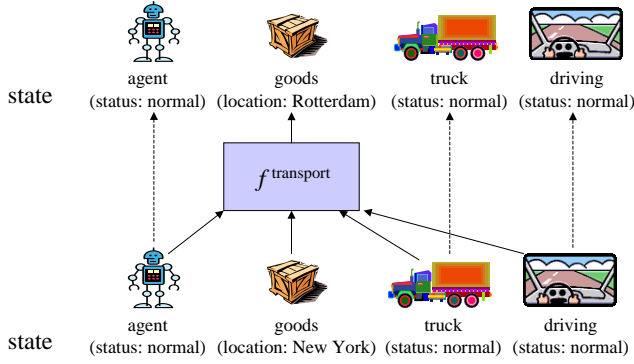 agent goods truck driving
state (status: normal) (location: Rotterdam) (status: normal) (status: normal)
f transport
agent goods truck driving
state (status: normal) (location: New York) (status: normal) (status: normal)